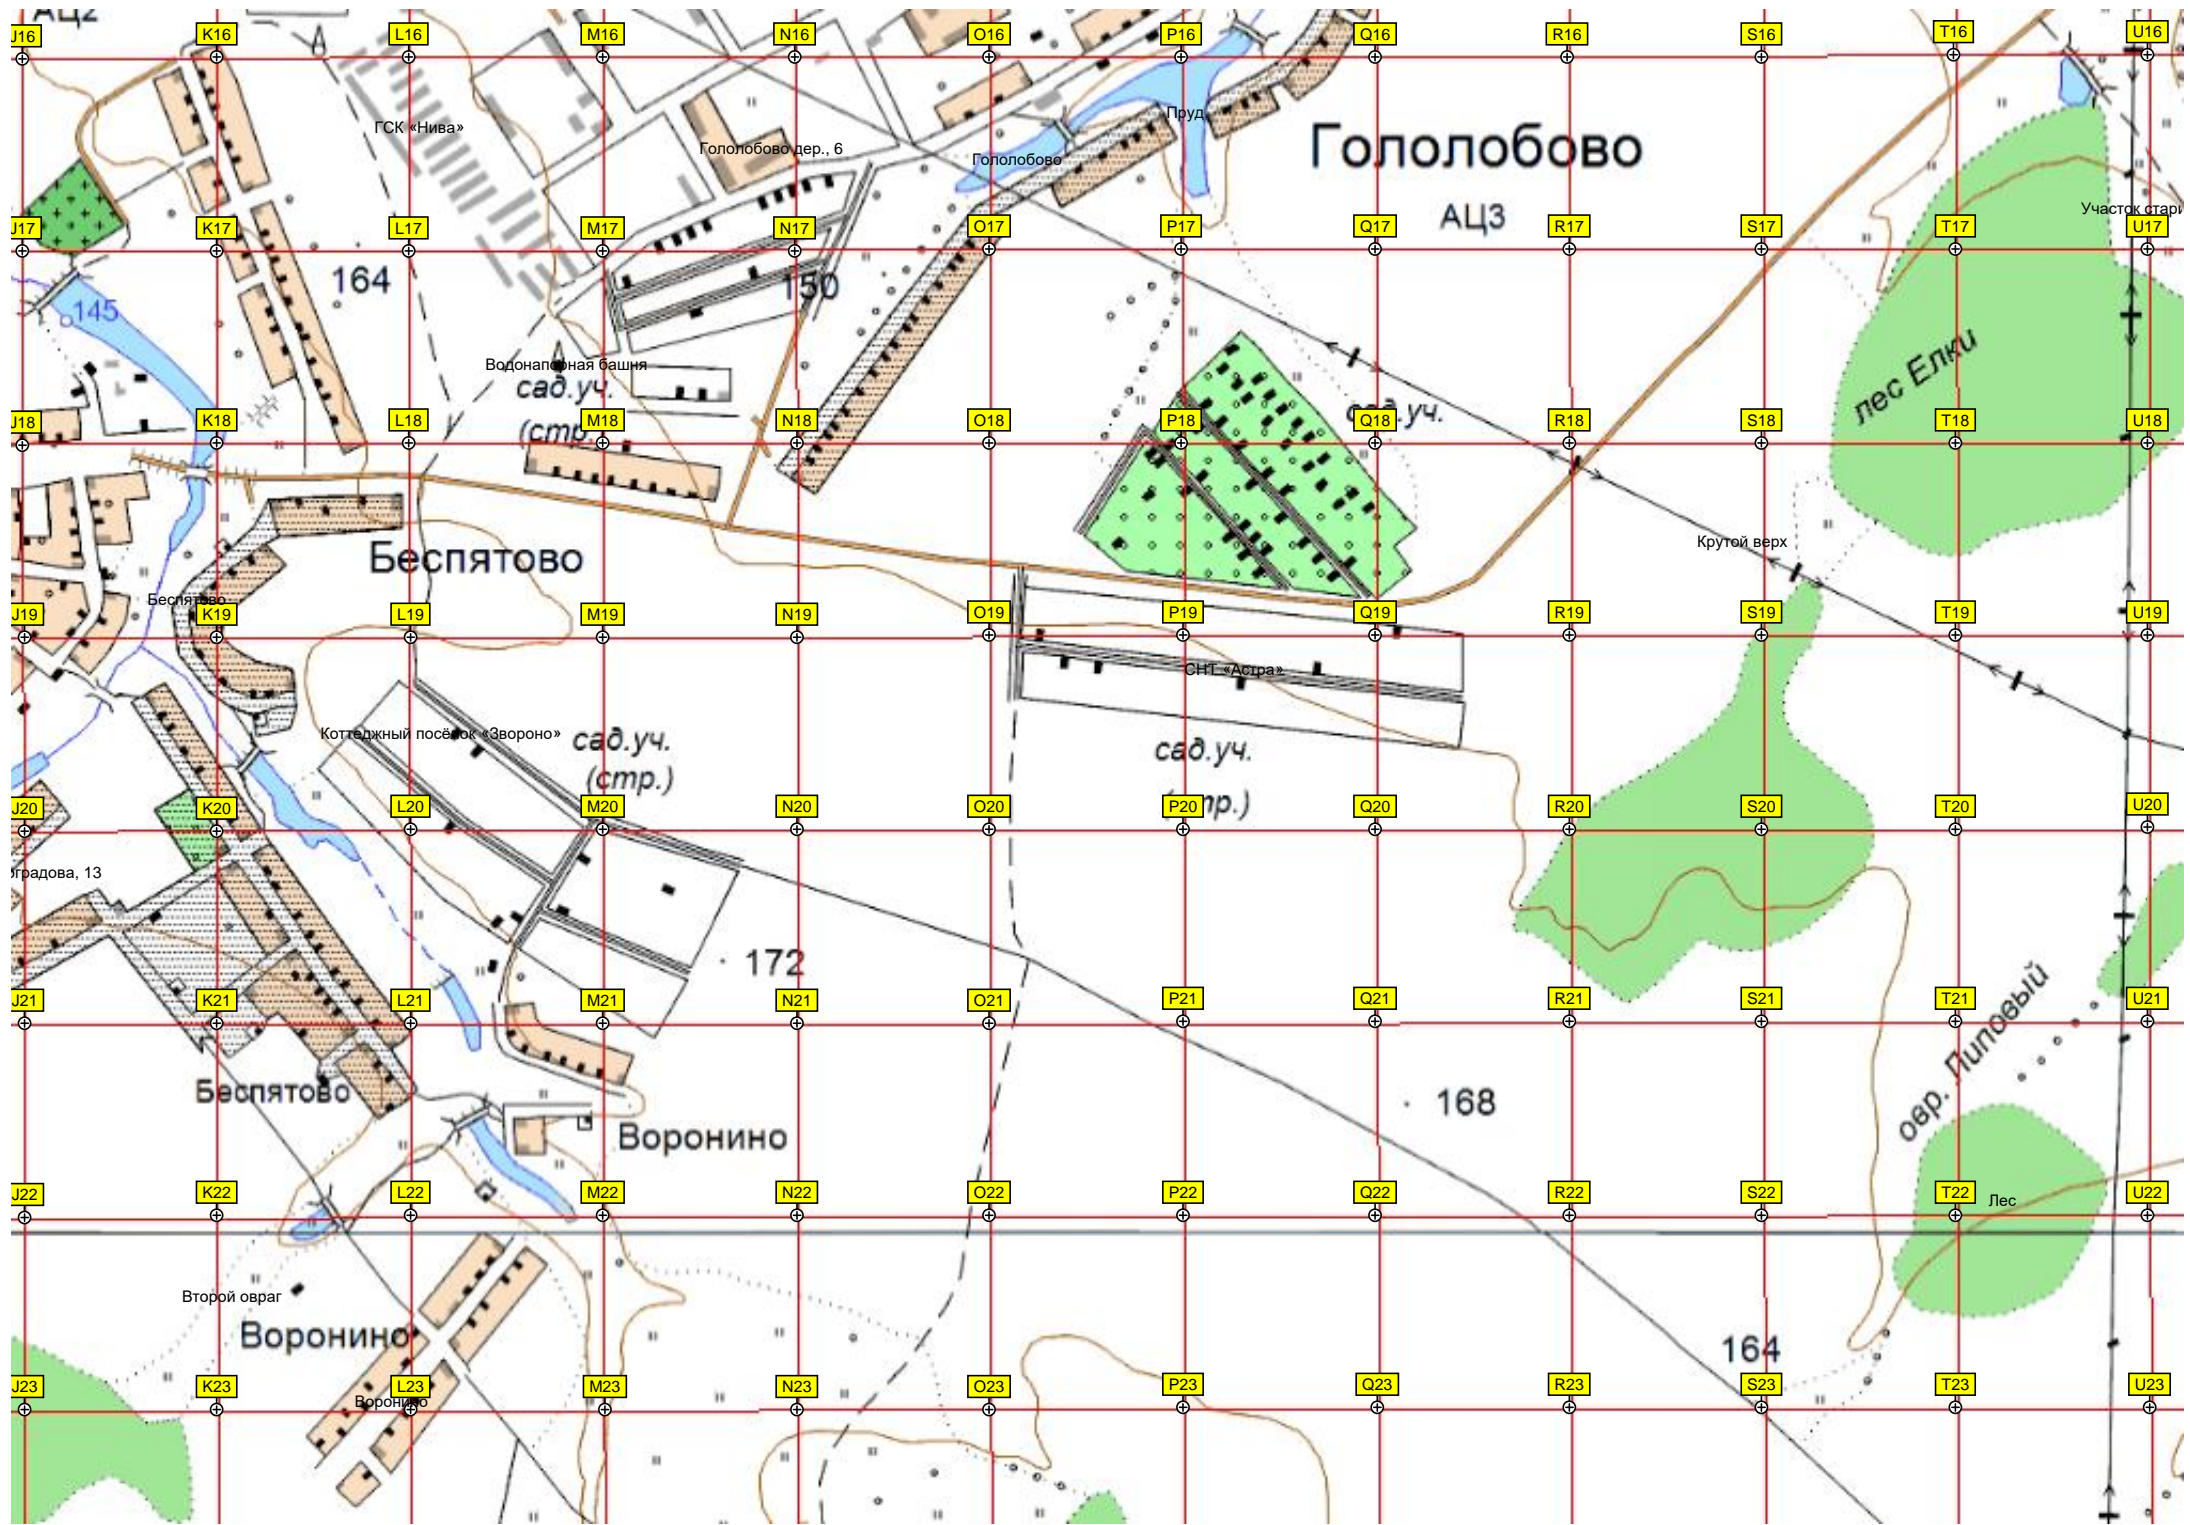 АЦ2
J16 K16 L16 M16 N16 O16 P16 Q16 R16 S16 T16 U16
ГСК «Нива»
Пруд
Гололобово дер., 6
Гололобово
Гололобово
АЦ3
Участок стари
J17 K17 L17 M17 N17 O17 P17 Q17 R17 S17 T17 U17
164
150
145
лес Елки
Водонапорная башня
сад.уч.
(стр.
сад.уч.
J18 K18 L18 M18 N18 O18 P18 Q18 R18 S18 T18 U18
Крутой верх
Беспятово
Беспятово
J19 K19 L19 M19 N19 O19 P19 Q19 R19 S19 T19 U19
СНТ «Астра»
Коттеджный посёлок «Звороно»
сад.уч.
(стр.)
сад.уч.
(стр.)
J20 K20 L20 M20 N20 O20 P20 Q20 R20 S20 T20 U20
оградова, 13
172
J21 K21 L21 M21 N21 O21 P21 Q21 R21 S21 T21 U21
овр. Липовый
Беспятово
168
Воронино
J22 K22 L22 M22 N22 O22 P22 Q22 R22 S22 T22 U22
Лес
Второй овраг
Воронино
164
J23 K23 L23 M23 N23 O23 P23 Q23 R23 S23 T23 U23
Воронино